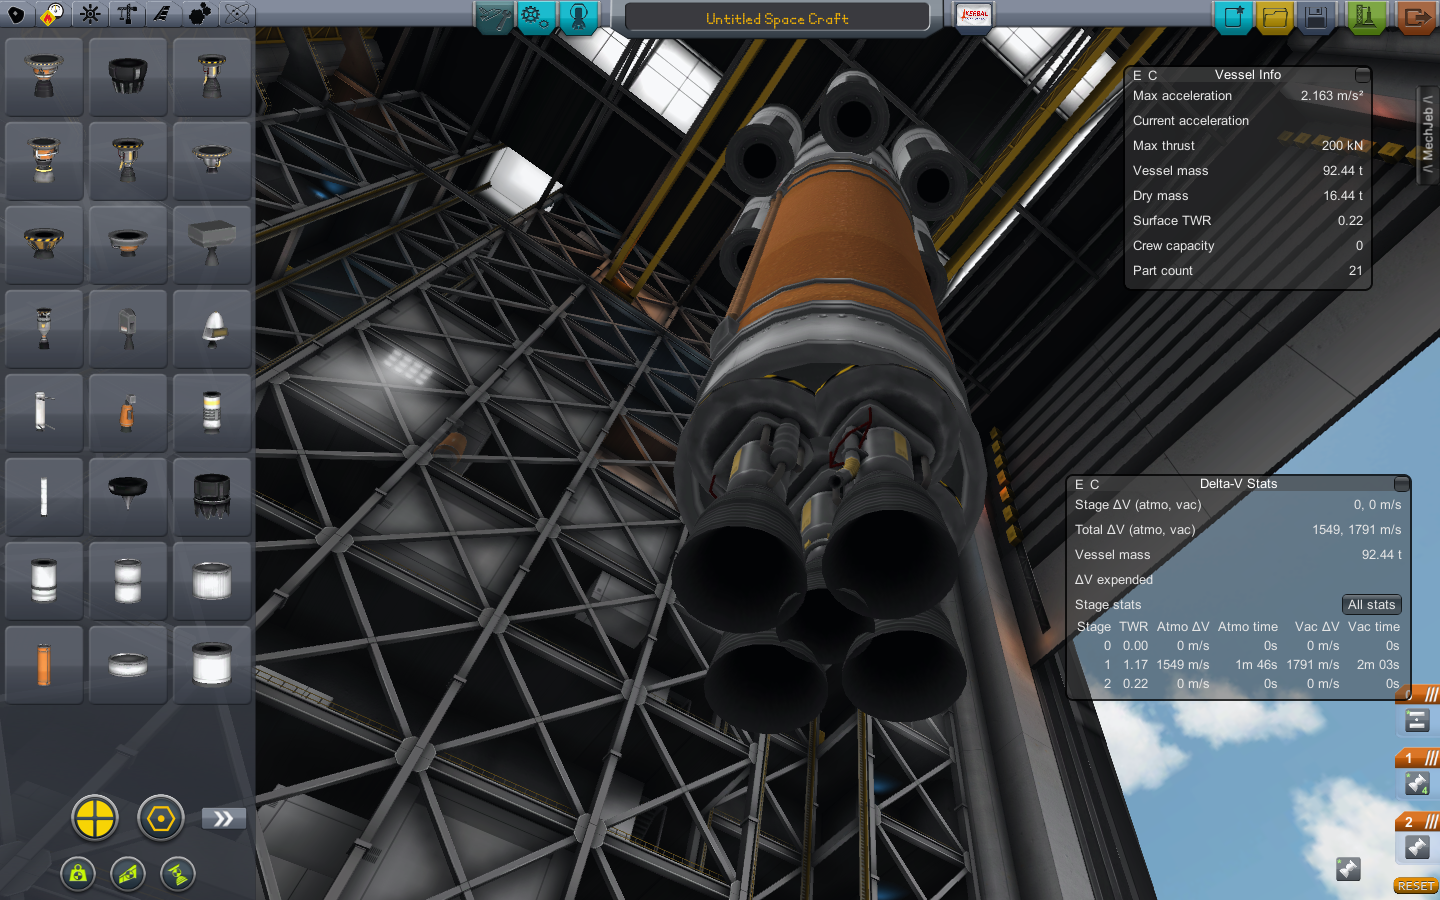 Untitled Space Craft
KERBAL
E C Vessel Info
Max acceleration 2.163 m/s²
Current acceleration
Max thrust 200 kN
Vessel mass 92.44 t
Dry mass 16.44 t
Surface TWR 0.22
Crew capacity 0
Part count 21
/\ MechJeb /\
E C Delta-V Stats
Stage ΔV (atmo, vac) 0, 0 m/s
Total ΔV (atmo, vac) 1549, 1791 m/s
Vessel mass 92.44 t
ΔV expended
Stage stats All stats
Stage TWR Atmo ΔV Atmo time Vac ΔV Vac time
0 0.00 0 m/s 0s 0 m/s 0s
1 1.17 1549 m/s 1m 46s 1791 m/s 2m 03s
2 0.22 0 m/s 0s 0 m/s 0s
0
1
4
2
RESET